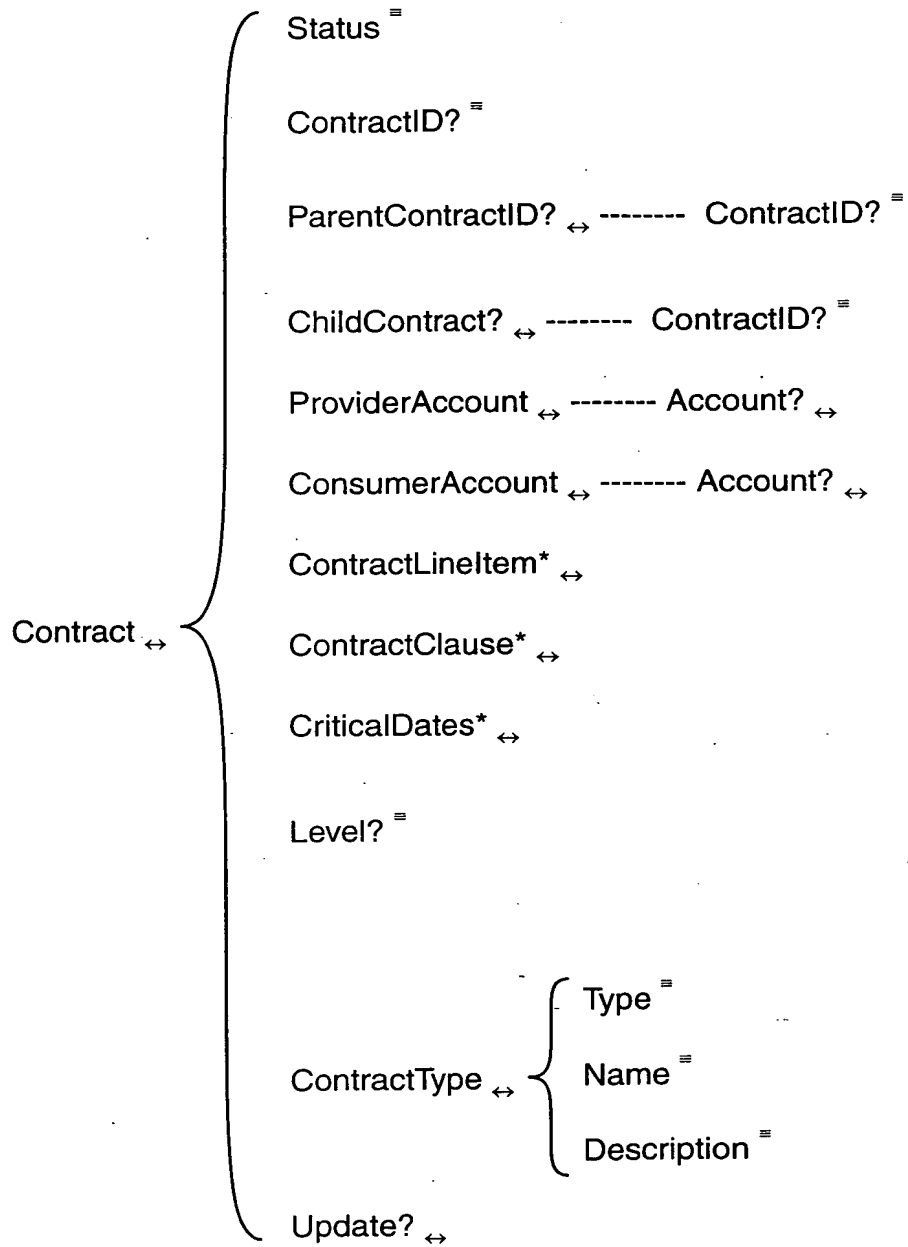 Status ≡
ContractID? ≡
ParentContractID? ↔ -------- ContractID? ≡
ChildContract? ↔ -------- ContractID? ≡
ProviderAccount ↔ -------- Account? ↔
ConsumerAccount ↔ -------- Account? ↔
ContractLineItem* ↔
Contract ↔
ContractClause* ↔
CriticalDates* ↔
Level? ≡
Type ≡
ContractType ↔
Name ≡
Description ≡
Update? ↔